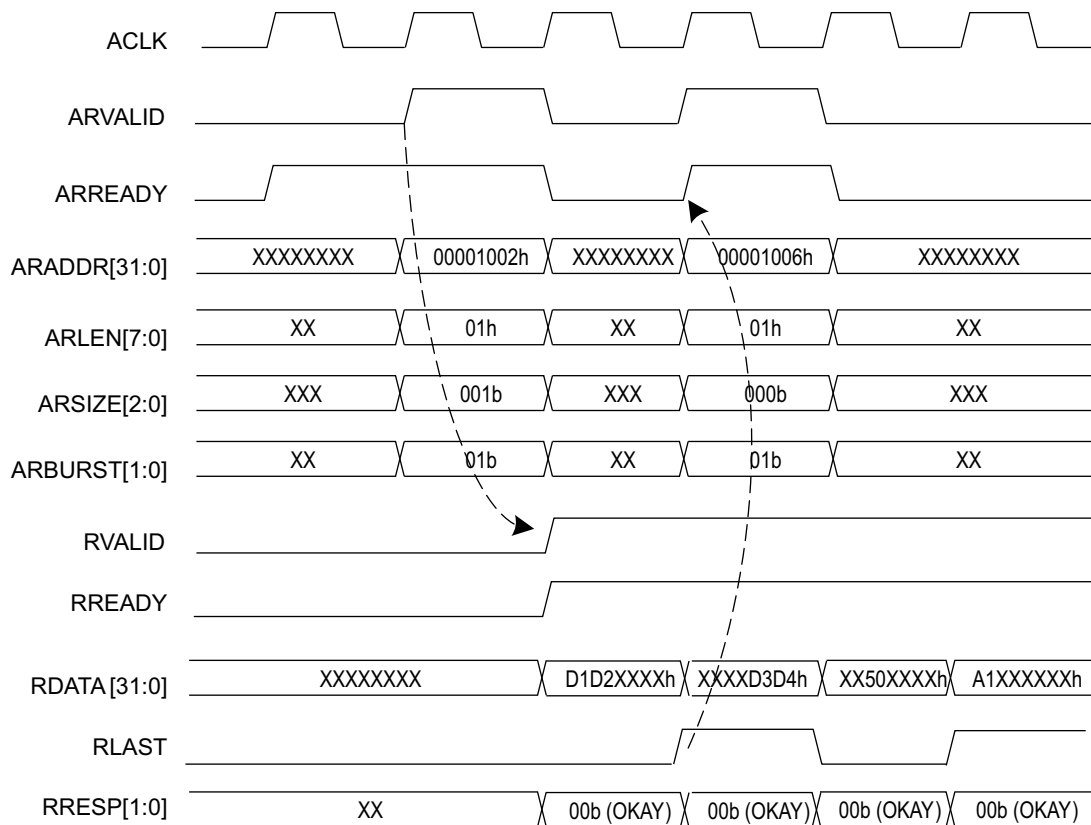 ACLK
ARVALID
ARREADY
ARADDR[31:0] XXXXXXXX 00001002h XXXXXXXX 00001006h XXXXXXXX
ARLEN[7:0] XX 01h XX 01h XX
ARSIZE[2:0] XXX 001b XXX 000b XXX
ARBURST[1:0] XX 01b XX 01b XX
RVALID
RREADY
RDATA [31:0] XXXXXXXX D1D2XXXXh XXXXD3D4h XX50XXXXh A1XXXXXXh
RLAST
RRESP[1:0] XX 00b (OKAY) 00b (OKAY) 00b (OKAY) 00b (OKAY)